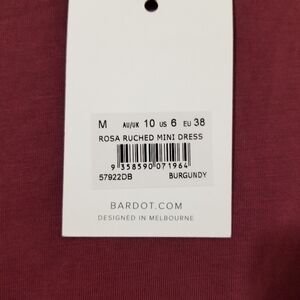 M AU/UK 10 US 6 EU 38
ROSA RUCHED MINI DRESS
9 358590 071964
57922DB BURGUNDY
BARDOT.COM
DESIGNED IN MELBOURNE